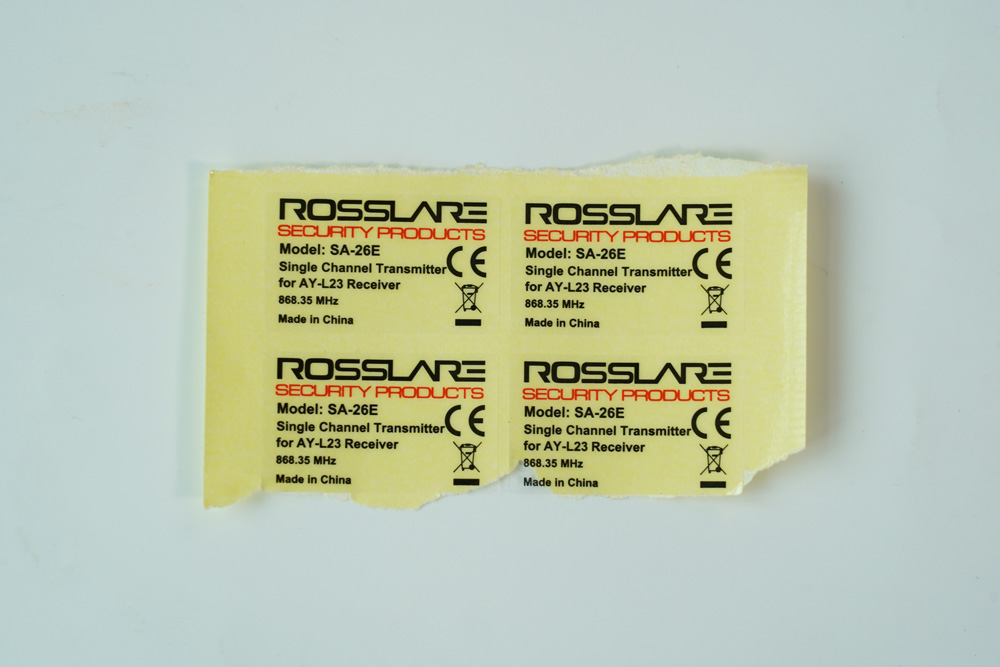 ROSSLARE
SECURITY PRODUCTS
Model: SA-26E
Single Channel Transmitter
for AY-L23 Receiver
868.35 MHz
Made in China
CE
ROSSLARE
SECURITY PRODUCTS
Model: SA-26E
Single Channel Transmitter
for AY-L23 Receiver
868.35 MHz
Made in China
CE
ROSSLARE
SECURITY PRODUCTS
Model: SA-26E
Single Channel Transmitter
for AY-L23 Receiver
868.35 MHz
Made in China
CE
ROSSLARE
SECURITY PRODUCTS
Model: SA-26E
Single Channel Transmitter
for AY-L23 Receiver
868.35 MHz
Made in China
CE